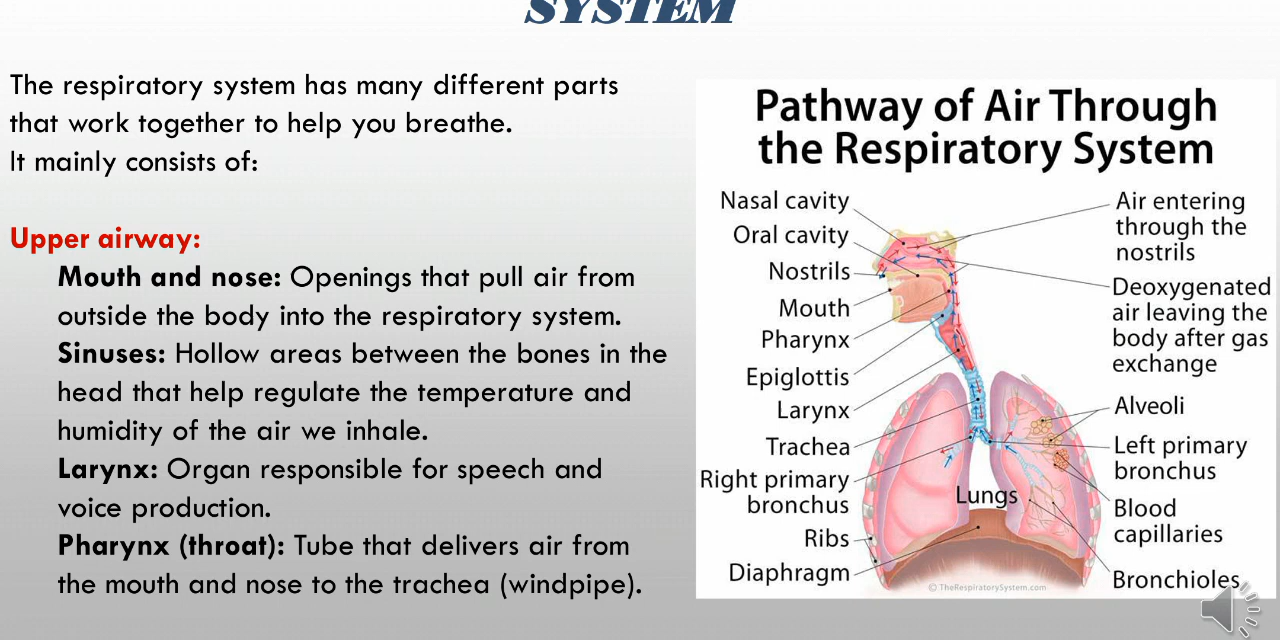 SYSTEM
The respiratory system has many different parts
that work together to help you breathe.
It mainly consists of:
Upper airway:
Mouth and nose: Openings that pull air from
outside the body into the respiratory system.
Sinuses: Hollow areas between the bones in the
head that help regulate the temperature and
humidity of the air we inhale.
Larynx: Organ responsible for speech and
voice production.
Pharynx (throat): Tube that delivers air from
the mouth and nose to the trachea (windpipe).
Pathway of Air Through
the Respiratory System
Nasal cavity
Oral cavity
Nostrils
Mouth
Pharynx
Epiglottis
Larynx
Trachea
Right primary
bronchus
Ribs
Diaphragm
Lungs
Air entering
through the
nostrils
Deoxygenated
air leaving the
body after gas
exchange
Alveoli
Left primary
bronchus
Blood
capillaries
Bronchioles
© TheRespiratorySystem.com